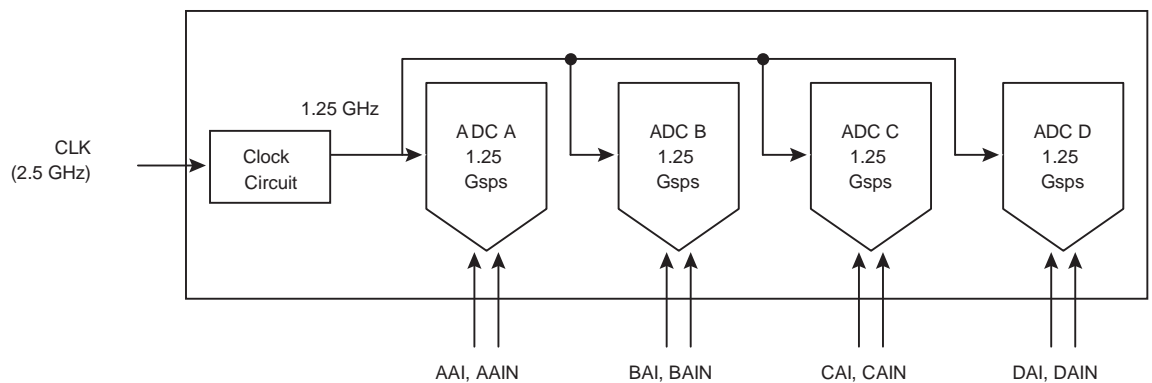 1.25 GHz
CLK
(2.5 GHz)
Clock
Circuit
ADC A
1.25
Gsps
ADC B
1.25
Gsps
ADC C
1.25
Gsps
ADC D
1.25
Gsps
AAI, AAIN
BAI, BAIN
CAI, CAIN
DAI, DAIN